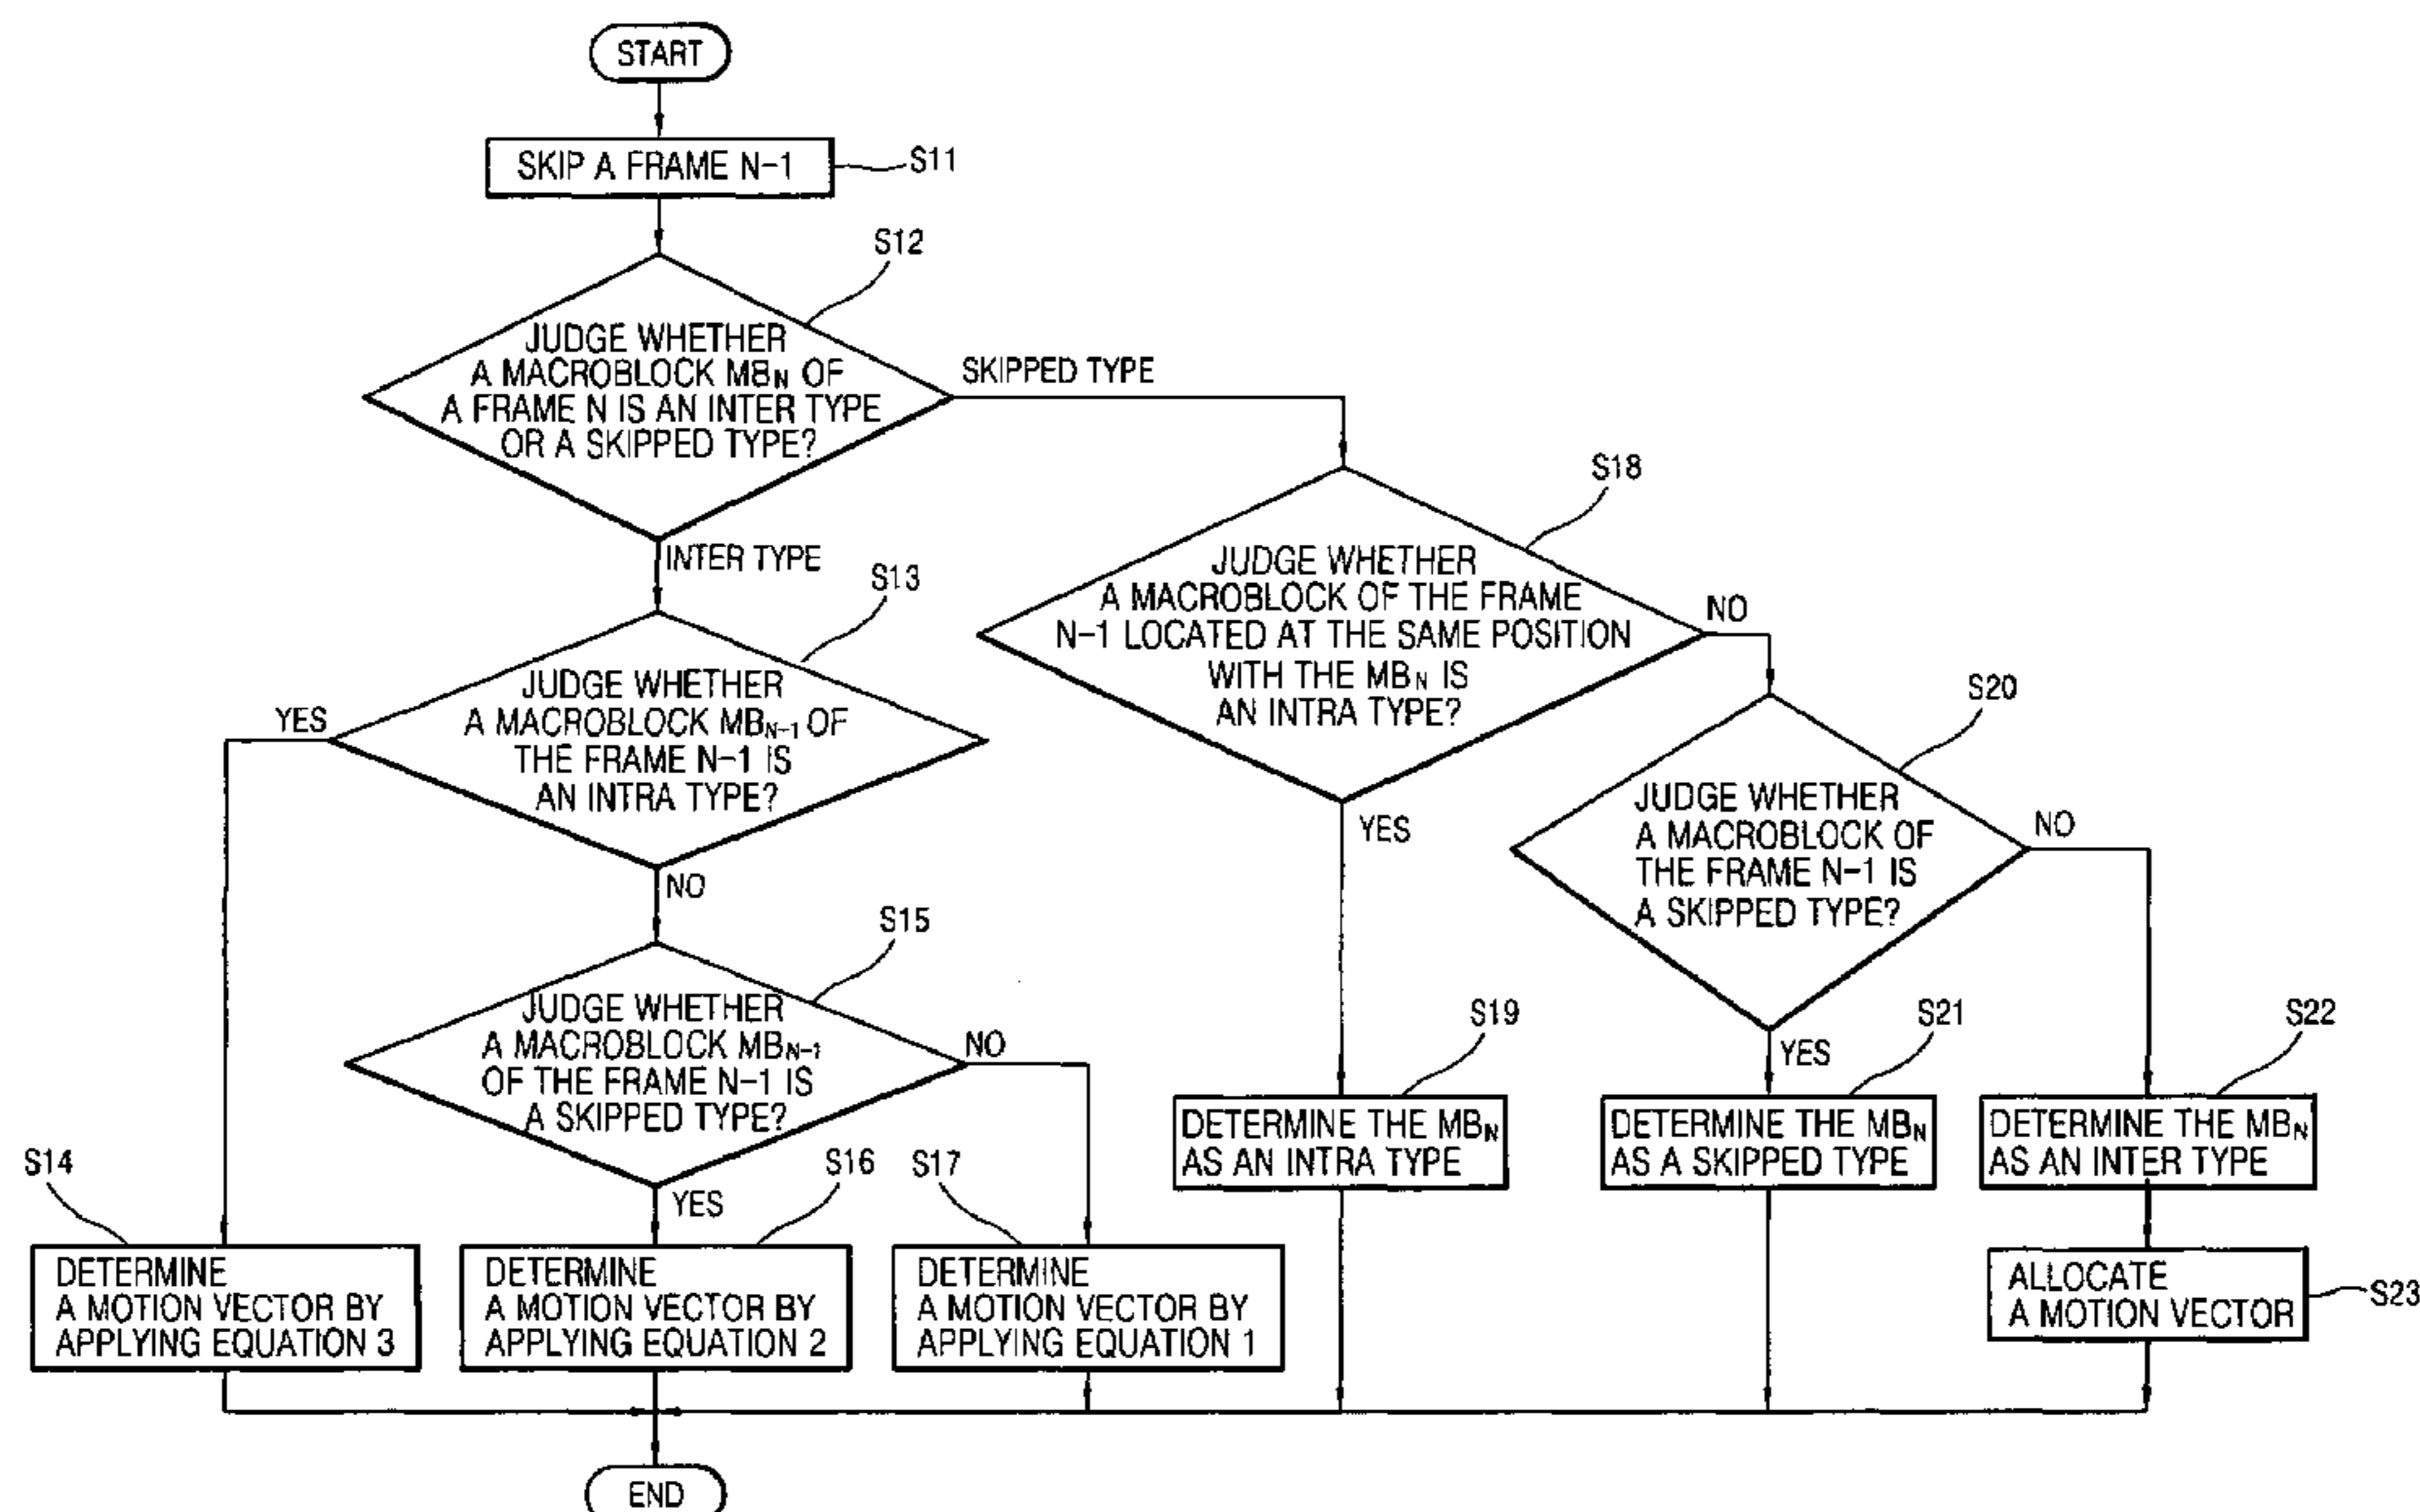 START
SKIP A FRAME N-1
S11
S12
JUDGE WHETHER
A MACROBLOCK MBN OF
A FRAME N IS AN INTER TYPE
OR A SKIPPED TYPE?
SKIPPED TYPE
INTER TYPE
S13
JUDGE WHETHER
A MACROBLOCK MBN-1 OF
THE FRAME N-1 IS
AN INTRA TYPE?
YES
NO
S15
JUDGE WHETHER
A MACROBLOCK MBN-1
OF THE FRAME N-1 IS
A SKIPPED TYPE?
NO
YES
S14
DETERMINE
A MOTION VECTOR BY
APPLYING EQUATION 3
S16
DETERMINE
A MOTION VECTOR BY
APPLYING EQUATION 2
S17
DETERMINE
A MOTION VECTOR BY
APPLYING EQUATION 1
S18
JUDGE WHETHER
A MACROBLOCK OF THE FRAME
N-1 LOCATED AT THE SAME POSITION
WITH THE MBN IS
AN INTRA TYPE?
NO
YES
S19
DETERMINE THE MBN
AS AN INTRA TYPE
S20
JUDGE WHETHER
A MACROBLOCK OF
THE FRAME N-1 IS
A SKIPPED TYPE?
NO
YES
S21
DETERMINE THE MBN
AS A SKIPPED TYPE
S22
DETERMINE THE MBN
AS AN INTER TYPE
ALLOCATE
A MOTION VECTOR
S23
END